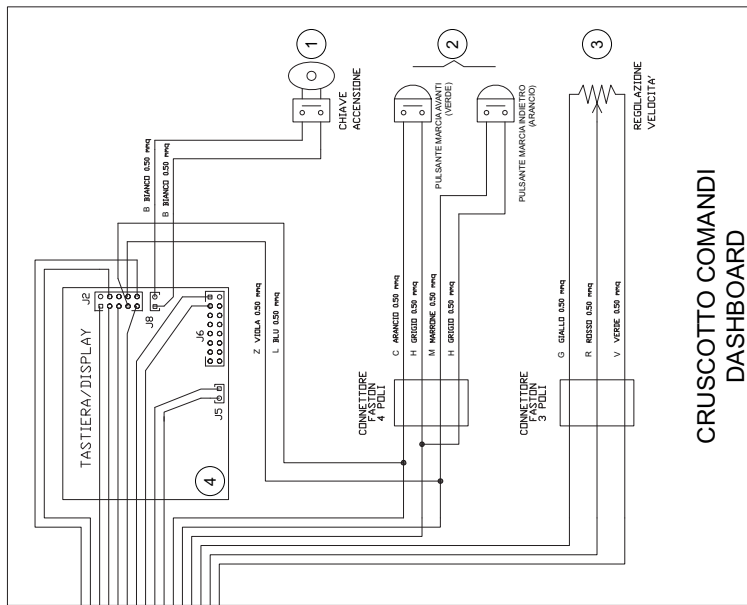 1
CHIAVE
ACCENSIONE
B BIANCO 0.50 mmq
B BIANCO 0.50 mmq
2
PULSANTE MARCIA AVANTI
(VERDE)
PULSANTE MARCIA INDIETRO
(ARANCIO)
3
REGOLAZIONE
VELOCITA'
TASTIERA/DISPLAY
J2
J8
J6
J5
4
Z VIOLA 0.50 mmq
L BLU 0.50 mmq
C ARANCIO 0.50 mmq
H GRIGIO 0.50 mmq
M MARRONE 0.50 mmq
H GRIGIO 0.50 mmq
CONNETTORE
FASTON
4 POLI
G GIALLO 0.50 mmq
R ROSSO 0.50 mmq
V VERDE 0.50 mmq
CONNETTORE
FASTON
3 POLI
CRUSCOTTO COMANDI
DASHBOARD